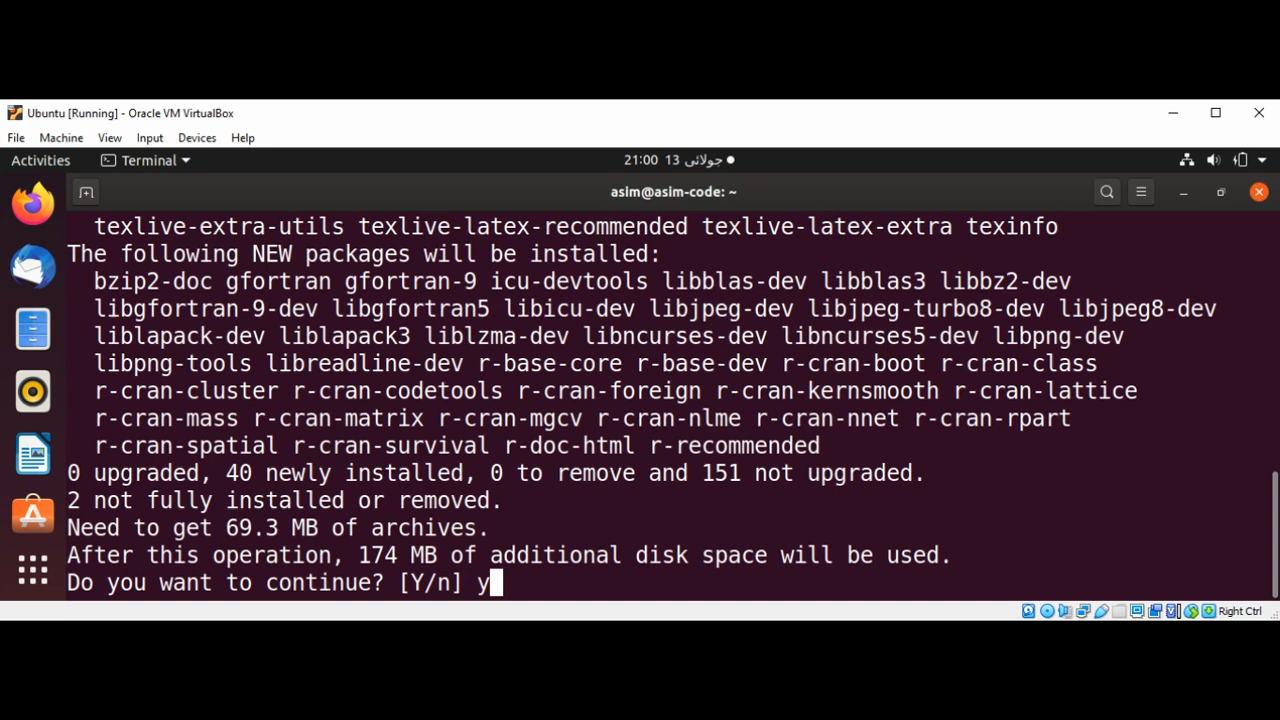 Ubuntu [Running] - Oracle VM VirtualBox
File Machine View Input Devices Help
Activities Terminal 21:00 13 جولائی
asim@asim-code: ~
texlive-extra-utils texlive-latex-recommended texlive-latex-extra texinfo
The following NEW packages will be installed:
bzip2-doc gfortran gfortran-9 icu-devtools libblas-dev libblas3 libbz2-dev
libgfortran-9-dev libgfortran5 libicu-dev libjpeg-dev libjpeg-turbo8-dev libjpeg8-dev
liblapack-dev liblapack3 liblzma-dev libncurses-dev libncurses5-dev libpng-dev
libpng-tools libreadline-dev r-base-core r-base-dev r-cran-boot r-cran-class
r-cran-cluster r-cran-codetools r-cran-foreign r-cran-kernsmooth r-cran-lattice
r-cran-mass r-cran-matrix r-cran-mgcv r-cran-nlme r-cran-nnet r-cran-rpart
r-cran-spatial r-cran-survival r-doc-html r-recommended
0 upgraded, 40 newly installed, 0 to remove and 151 not upgraded.
2 not fully installed or removed.
Need to get 69.3 MB of archives.
After this operation, 174 MB of additional disk space will be used.
Do you want to continue? [Y/n] y
Right Ctrl